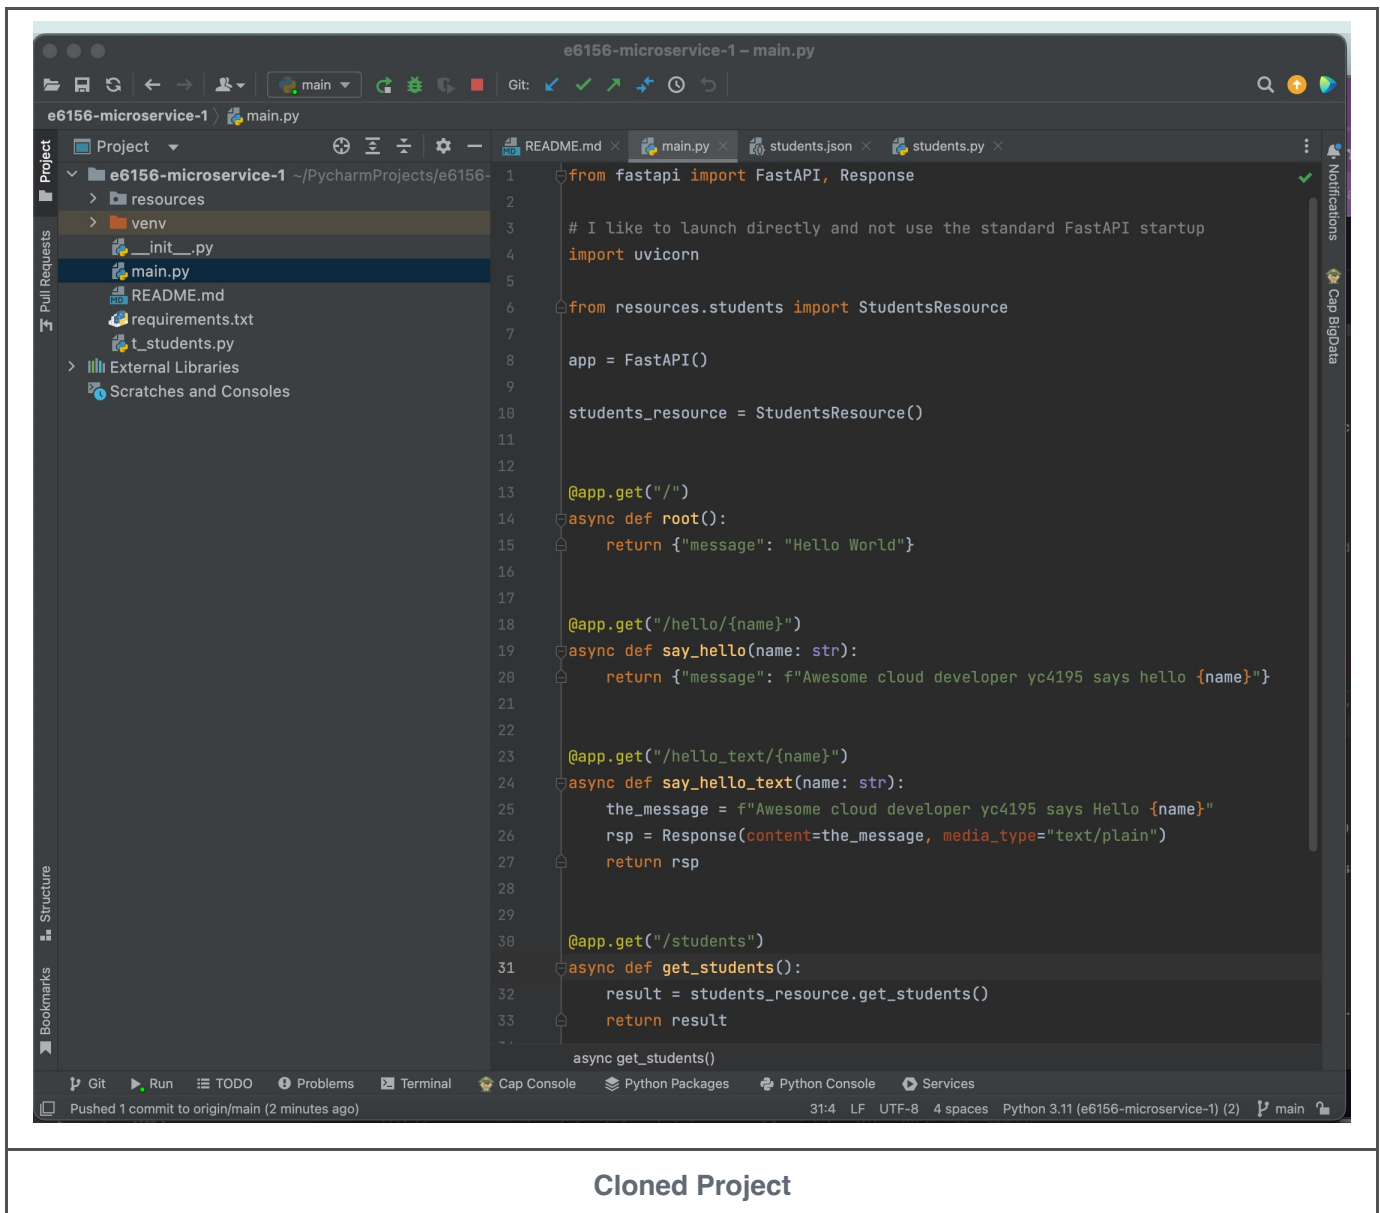 e6156-microservice-1 – main.py
main
Git:
e6156-microservice-1
main.py
Project
Project
README.md
main.py
students.json
students.py
Notifications
Cap BigData
Pull Requests
Structure
Bookmarks
e6156-microservice-1 ~/PycharmProjects/e6156-
resources
venv
__init__.py
main.py
README.md
requirements.txt
t_students.py
External Libraries
Scratches and Consoles
1 from fastapi import FastAPI, Response
2
3 # I like to launch directly and not use the standard FastAPI startup
4 import uvicorn
5
6 from resources.students import StudentsResource
7
8 app = FastAPI()
9
10 students_resource = StudentsResource()
11
12
13 @app.get("/")
14 async def root():
15     return {"message": "Hello World"}
16
17
18 @app.get("/hello/{name}")
19 async def say_hello(name: str):
20     return {"message": f"Awesome cloud developer yc4195 says hello {name}"}
21
22
23 @app.get("/hello_text/{name}")
24 async def say_hello_text(name: str):
25     the_message = f"Awesome cloud developer yc4195 says Hello {name}"
26     rsp = Response(content=the_message, media_type="text/plain")
27     return rsp
28
29
30 @app.get("/students")
31 async def get_students():
32     result = students_resource.get_students()
33     return result
async get_students()
Git Run TODO Problems Terminal Cap Console Python Packages Python Console Services
Pushed 1 commit to origin/main (2 minutes ago) 31:4 LF UTF-8 4 spaces Python 3.11 (e6156-microservice-1) (2) main
Cloned Project